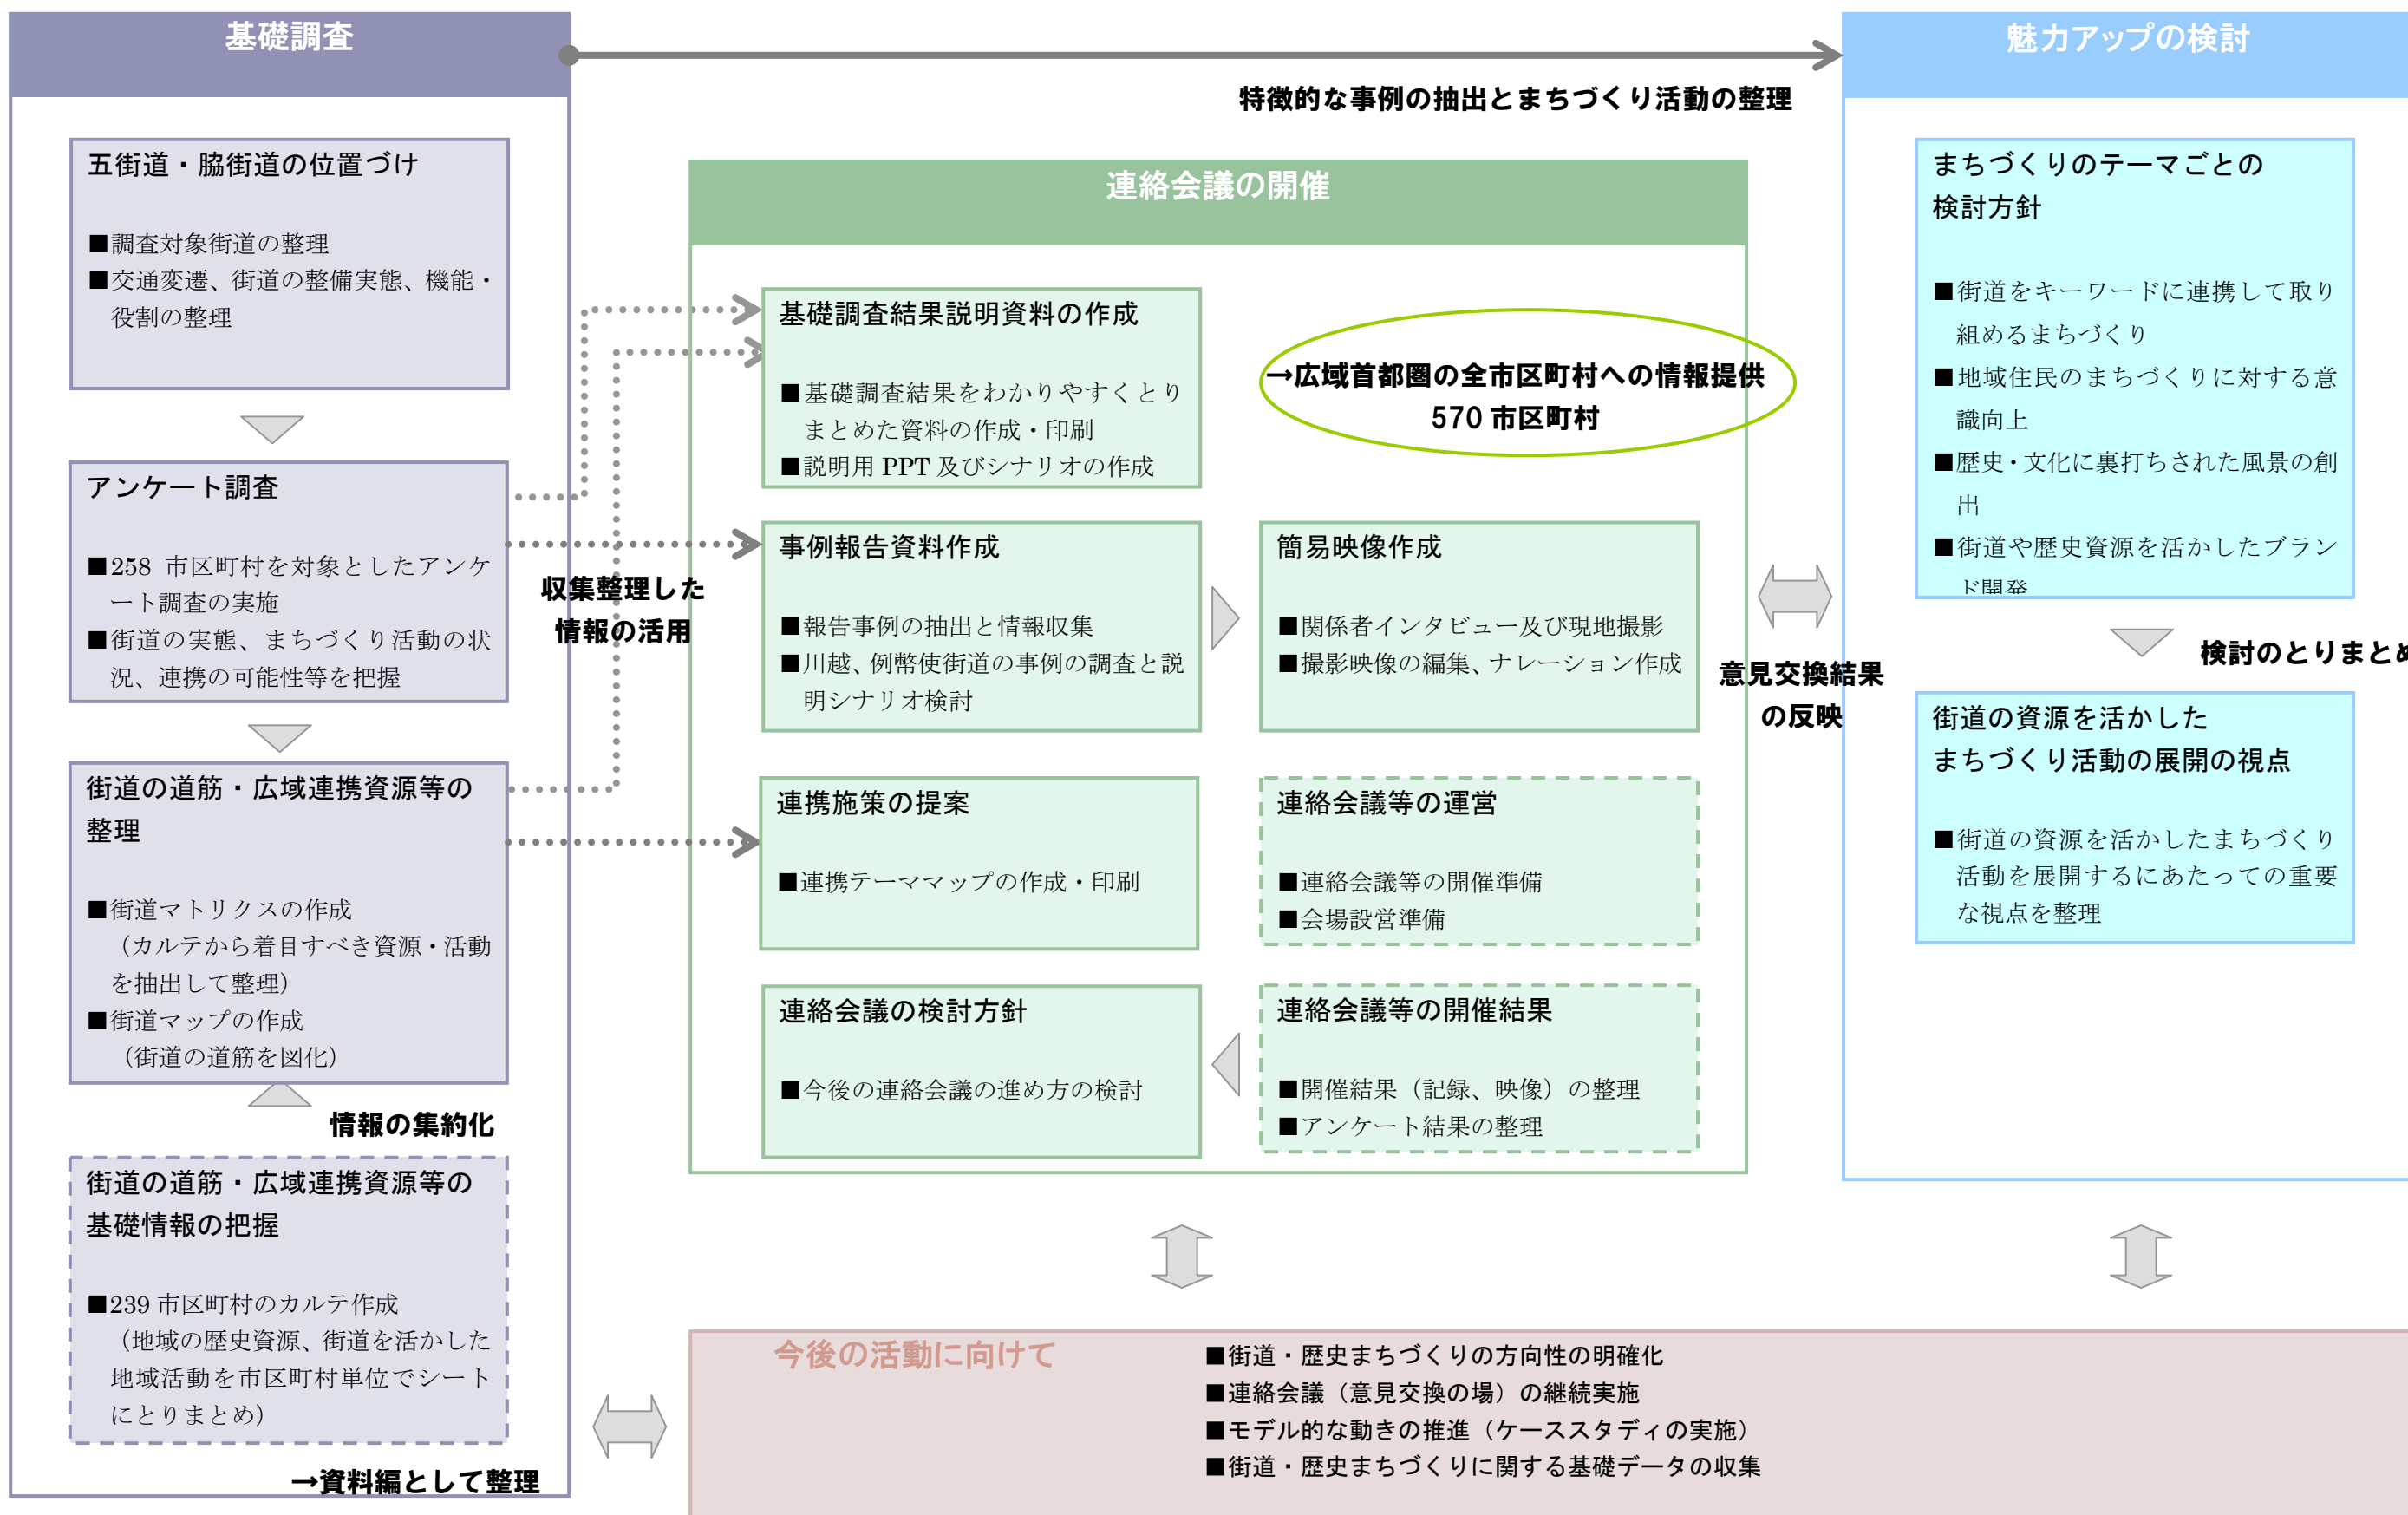 基礎調査
五街道・脇街道の位置づけ
■調査対象街道の整理
■交通変遷、街道の整備実態、機能・
役割の整理
アンケート調査
■258 市区町村を対象としたアンケ
ート調査の実施
■街道の実態、まちづくり活動の状
況、連携の可能性等を把握
街道の道筋・広域連携資源等の
整理
■街道マトリクスの作成
（カルテから着目すべき資源・活動
を抽出して整理）
■街道マップの作成
（街道の道筋を図化）
情報の集約化
街道の道筋・広域連携資源等の
基礎情報の把握
■239 市区町村のカルテ作成
（地域の歴史資源、街道を活かした
地域活動を市区町村単位でシート
にとりまとめ）
→資料編として整理
特徴的な事例の抽出とまちづくり活動の整理
収集整理した
情報の活用
連絡会議の開催
基礎調査結果説明資料の作成
■基礎調査結果をわかりやすくとり
まとめた資料の作成・印刷
■説明用 PPT 及びシナリオの作成
→広域首都圏の全市区町村への情報提供
570 市区町村
事例報告資料作成
■報告事例の抽出と情報収集
■川越、例幣使街道の事例の調査と説
明シナリオ検討
簡易映像作成
■関係者インタビュー及び現地撮影
■撮影映像の編集、ナレーション作成
連携施策の提案
■連携テーママップの作成・印刷
連絡会議等の運営
■連絡会議等の開催準備
■会場設営準備
連絡会議の検討方針
■今後の連絡会議の進め方の検討
連絡会議等の開催結果
■開催結果（記録、映像）の整理
■アンケート結果の整理
意見交換結果
の反映
魅力アップの検討
まちづくりのテーマごとの
検討方針
■街道をキーワードに連携して取り
組めるまちづくり
■地域住民のまちづくりに対する意
識向上
■歴史・文化に裏打ちされた風景の創
出
■街道や歴史資源を活かしたブラン
ド開発
検討のとりまとめ
街道の資源を活かした
まちづくり活動の展開の視点
■街道の資源を活かしたまちづくり
活動を展開するにあたっての重要
な視点を整理
今後の活動に向けて
■街道・歴史まちづくりの方向性の明確化
■連絡会議（意見交換の場）の継続実施
■モデル的な動きの推進（ケーススタディの実施）
■街道・歴史まちづくりに関する基礎データの収集